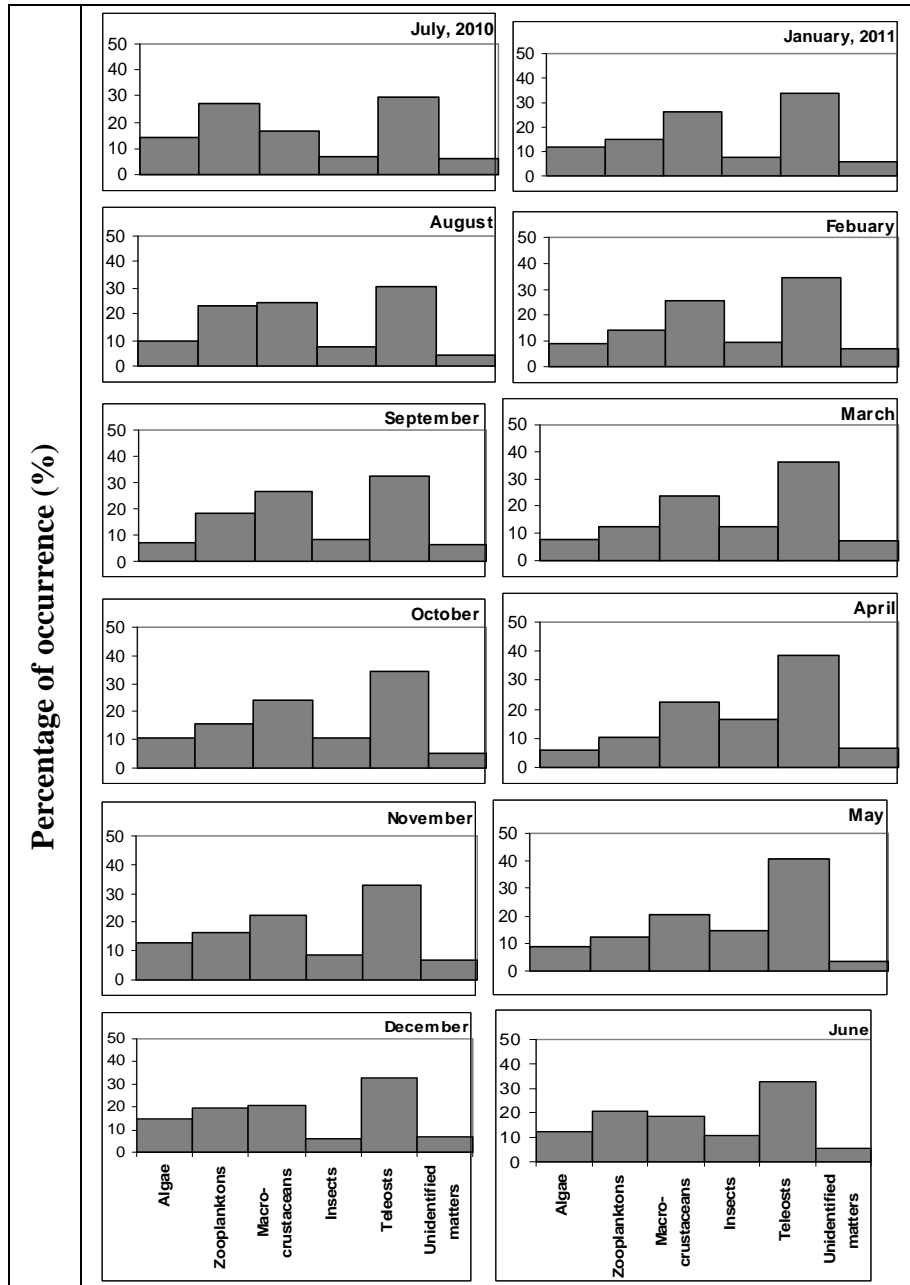 Percentage of occurrence (%)
July, 2010
50
40
30
20
10
0
January, 2011
50
40
30
20
10
0
August
50
40
30
20
10
0
Febuary
50
40
30
20
10
0
September
50
40
30
20
10
0
March
50
40
30
20
10
0
October
50
40
30
20
10
0
April
50
40
30
20
10
0
November
50
40
30
20
10
0
May
50
40
30
20
10
0
December
50
40
30
20
10
0
Algae
Zooplanktons
Macro-
crustaceans
Insects
Teleosts
Unidentified
matters
June
50
40
30
20
10
0
Algae
Zooplanktons
Macro-
crustaceans
Insects
Teleosts
Unidentified
matters